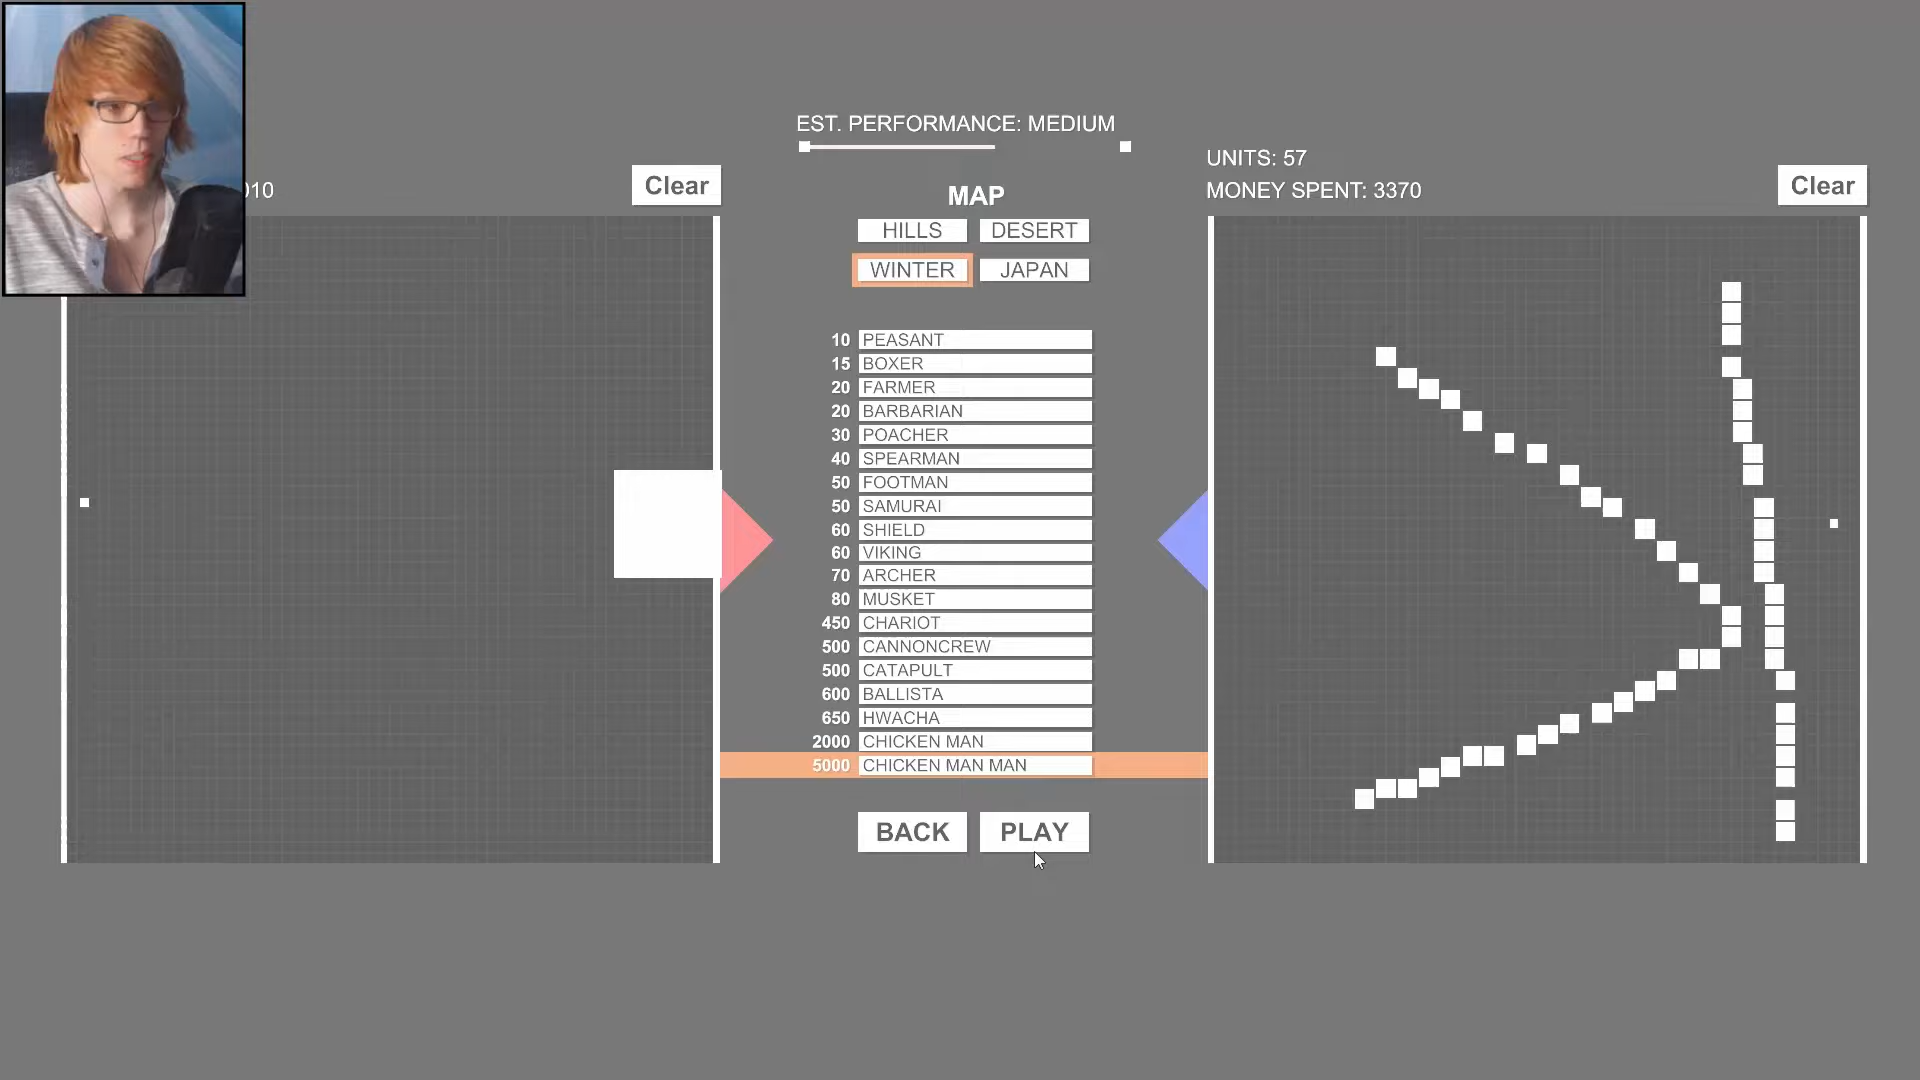 EST. PERFORMANCE: MEDIUM
UNITS: 57
MONEY SPENT: 3370
010
Clear
Clear
MAP
HILLS
DESERT
WINTER
JAPAN
10 PEASANT
15 BOXER
20 FARMER
20 BARBARIAN
30 POACHER
40 SPEARMAN
50 FOOTMAN
50 SAMURAI
60 SHIELD
60 VIKING
70 ARCHER
80 MUSKET
450 CHARIOT
500 CANNONCREW
500 CATAPULT
600 BALLISTA
650 HWACHA
2000 CHICKEN MAN
5000 CHICKEN MAN MAN
BACK
PLAY